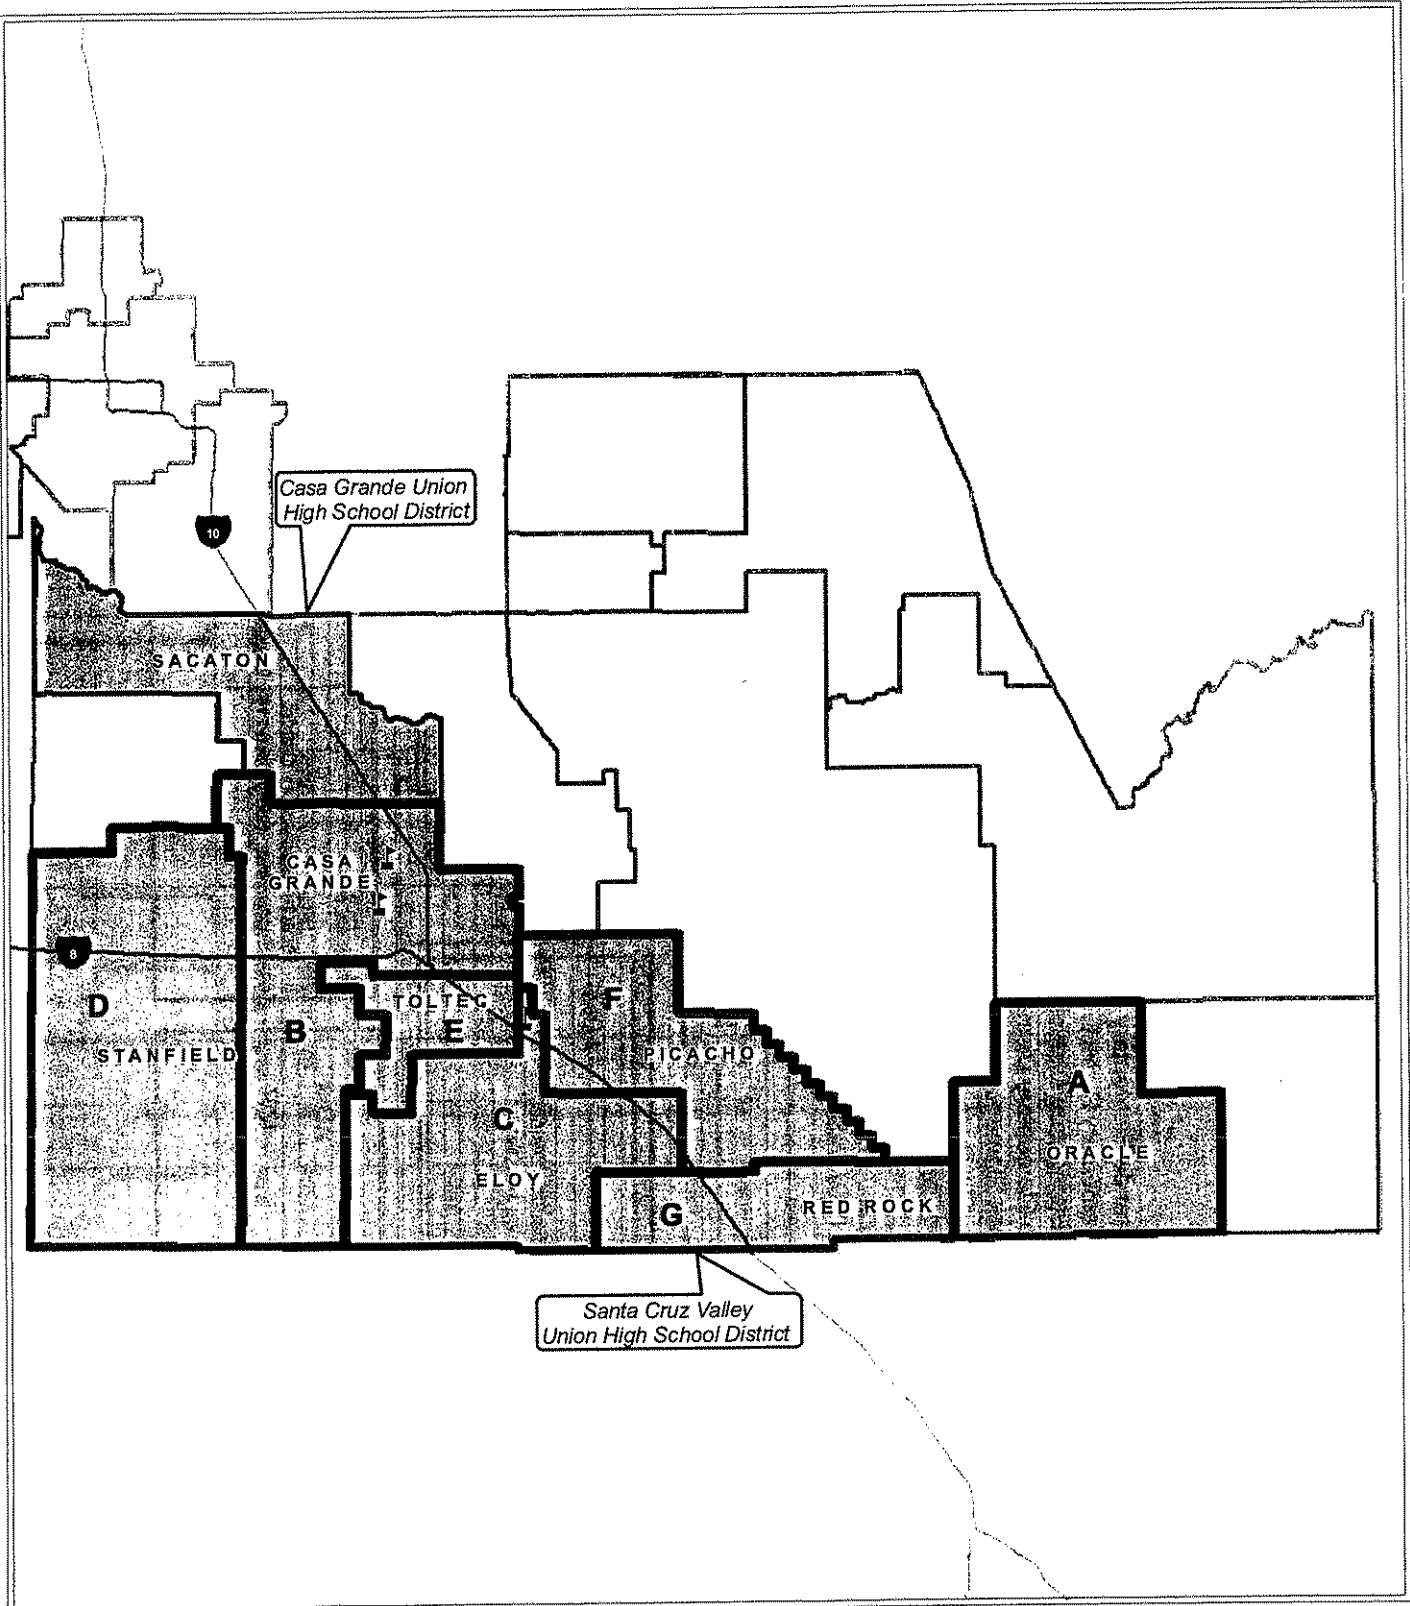 Casa Grande Union
High School District
10
SACATON
CASA
GRANDE
8
D
TOLTEC
F
B
E
STANFIELD
PICACHO
A
C
ORACLE
ELOY
G
RED ROCK
Santa Cruz Valley
Union High School District